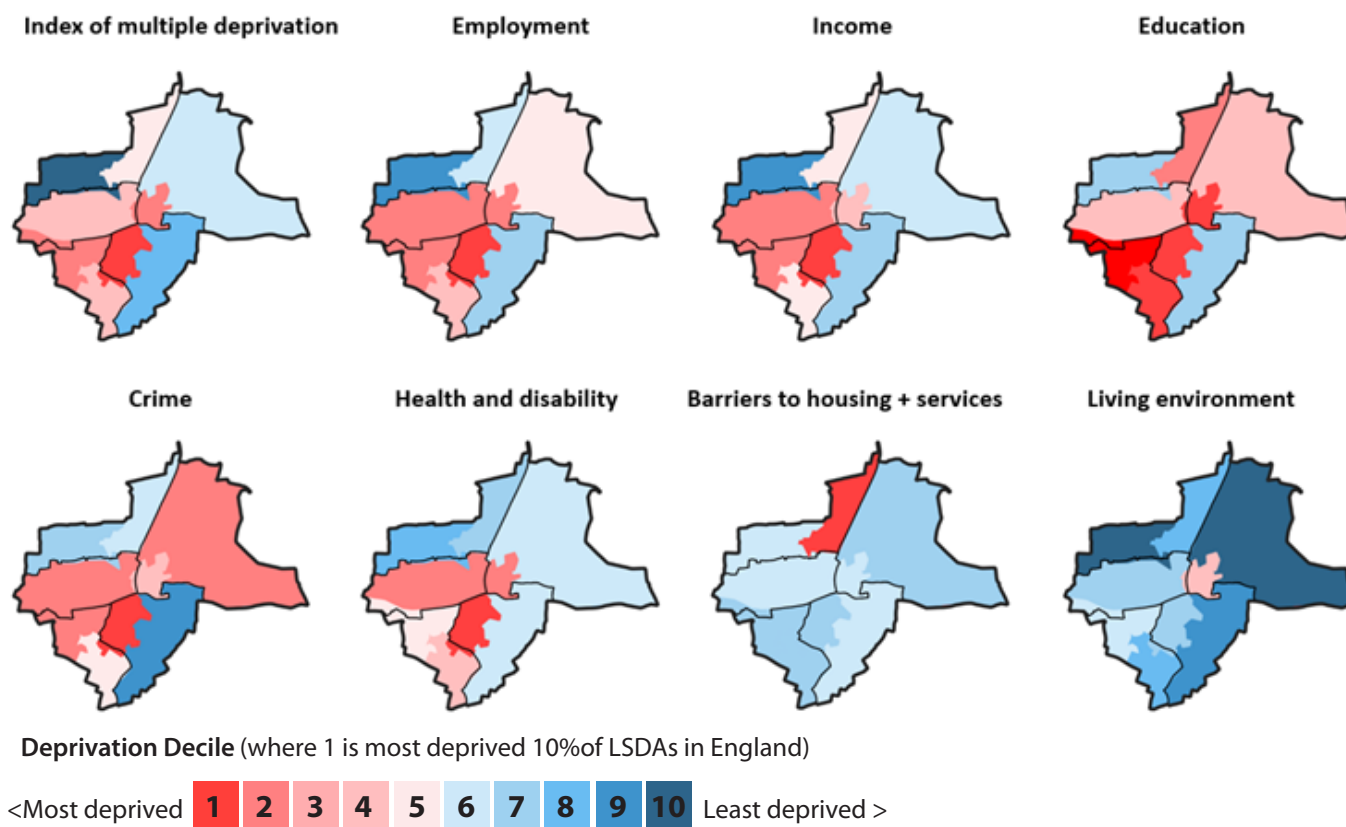 Index of multiple deprivation
Employment
Income
Education
Crime
Health and disability
Barriers to housing + services
Living environment
Deprivation Decile (where 1 is most deprived 10%of LSDAs in England)
<Most deprived 1 2 3 4 5 6 7 8 9 10 Least deprived >